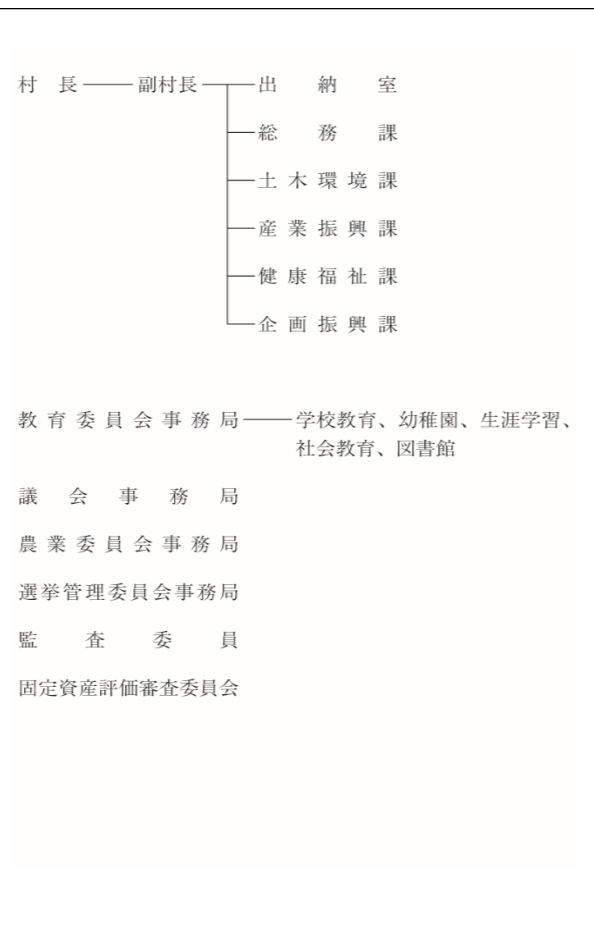 村長 副村長 出納室
総務課
土木環境課
産業振興課
健康福祉課
企画振興課
教育委員会事務局 学校教育、幼稚園、生涯学習、
社会教育、図書館
議会事務局
農業委員会事務局
選挙管理委員会事務局
監査委員
固定資産評価審査委員会